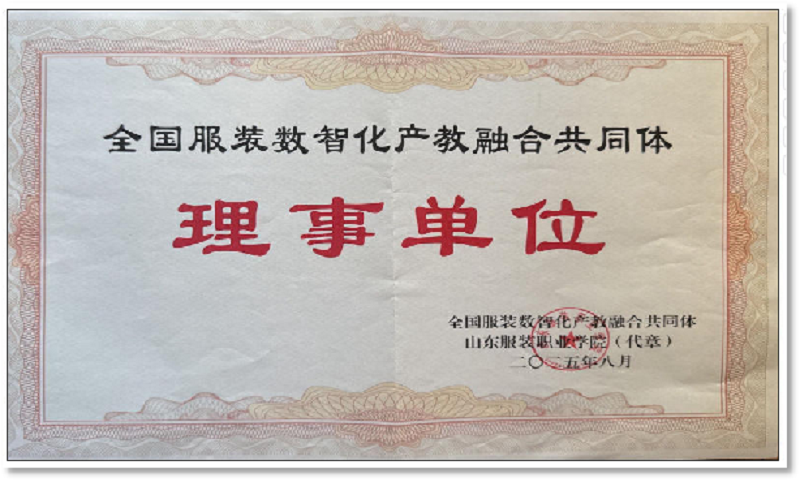 全国服装数智化产教融合共同体
理事单位
全国服装数智化产教融合共同体
山东服装职业学院（代章）
二〇二五年八月